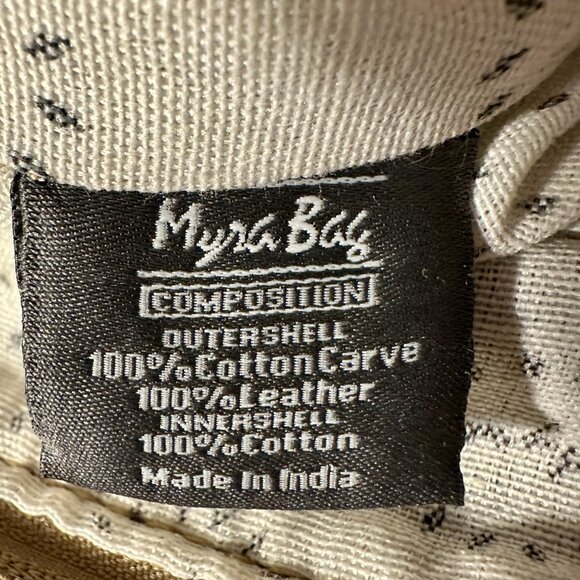 Myra Bag
COMPOSITION
OUTERSHELL
100%CottonCarve
100%Leather
INNERSHELL
100%Cotton
Made in India